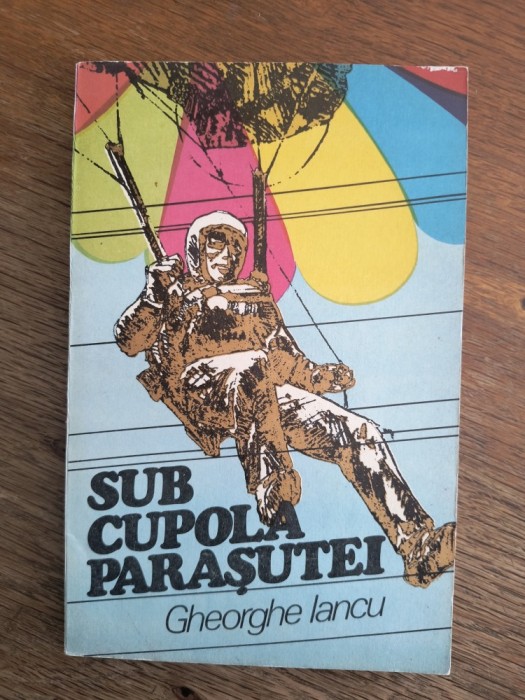 SUB
CUPOLA
PARAȘUTEI
Gheorghe Iancu